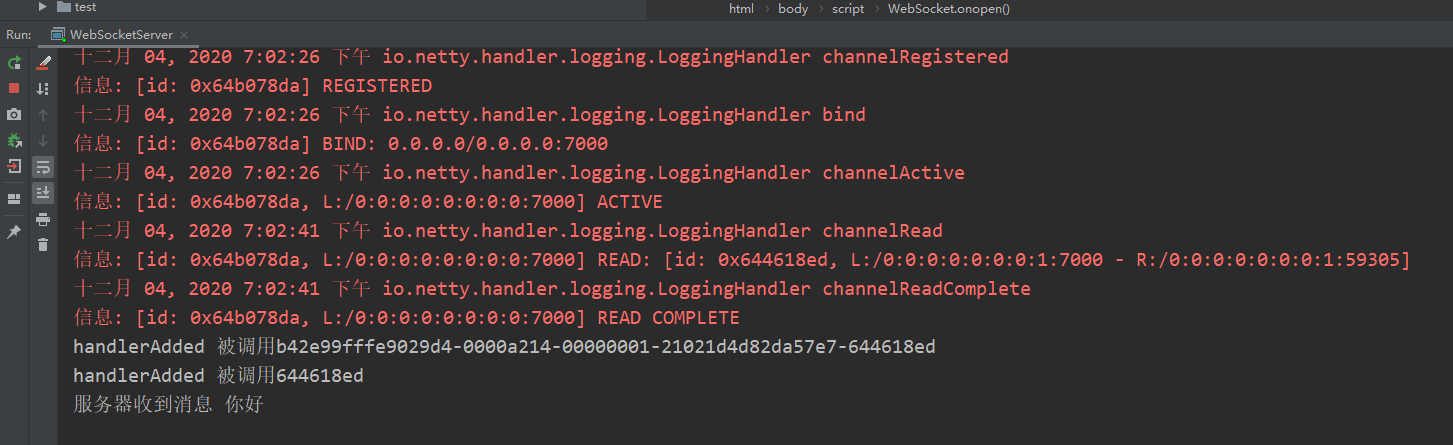 test
html > body > script > WebSocket.onopen()
Run: WebSocketServer ×
十二月 04, 2020 7:02:26 下午 io.netty.handler.logging.LoggingHandler channelRegistered
信息: [id: 0x64b078da] REGISTERED
十二月 04, 2020 7:02:26 下午 io.netty.handler.logging.LoggingHandler bind
信息: [id: 0x64b078da] BIND: 0.0.0.0/0.0.0.0:7000
十二月 04, 2020 7:02:26 下午 io.netty.handler.logging.LoggingHandler channelActive
信息: [id: 0x64b078da, L:/0:0:0:0:0:0:0:0:7000] ACTIVE
十二月 04, 2020 7:02:41 下午 io.netty.handler.logging.LoggingHandler channelRead
信息: [id: 0x64b078da, L:/0:0:0:0:0:0:0:0:7000] READ: [id: 0x644618ed, L:/0:0:0:0:0:0:0:1:7000 - R:/0:0:0:0:0:0:0:1:59305]
十二月 04, 2020 7:02:41 下午 io.netty.handler.logging.LoggingHandler channelReadComplete
信息: [id: 0x64b078da, L:/0:0:0:0:0:0:0:0:7000] READ COMPLETE
handlerAdded 被调用b42e99fffe9029d4-0000a214-00000001-21021d4d82da57e7-644618ed
handlerAdded 被调用644618ed
服务器收到消息 你好